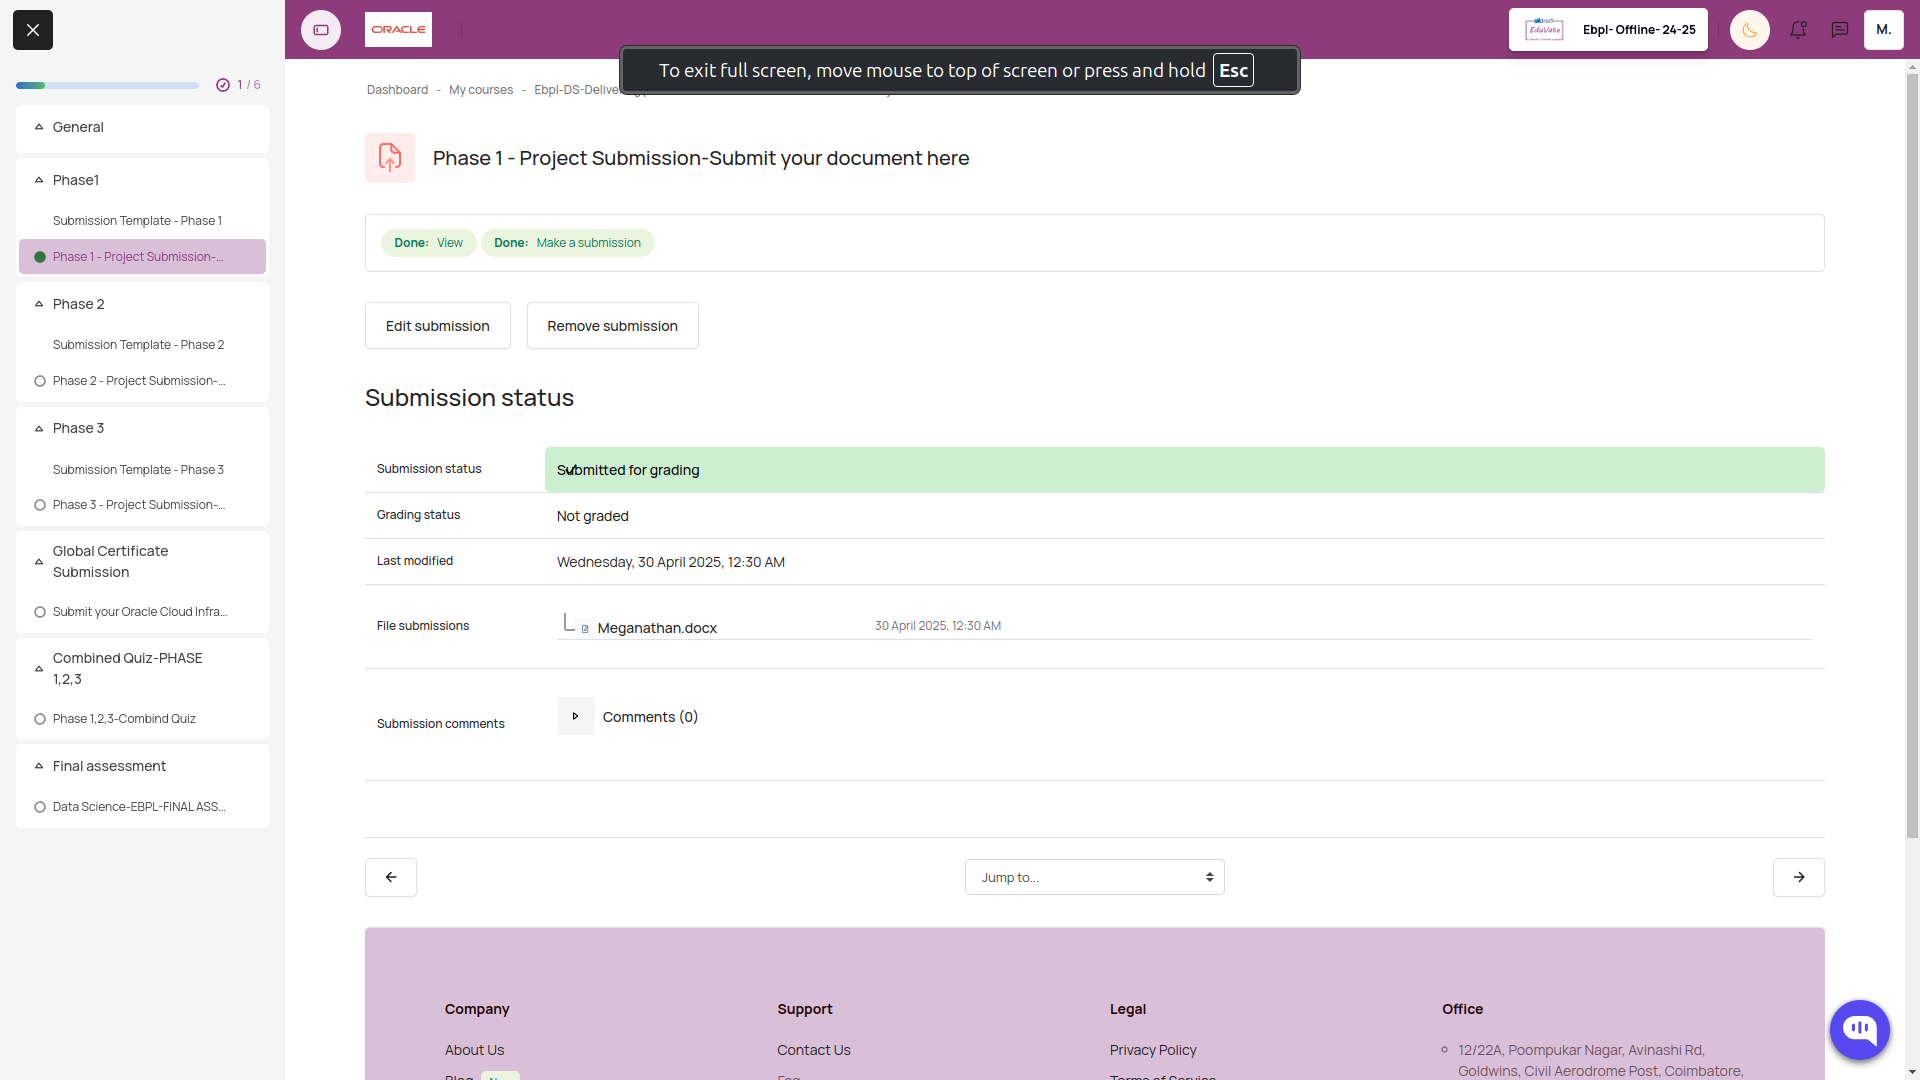 1 / 6
General
Phase1
Submission Template - Phase 1
Phase 1 - Project Submission-...
Phase 2
Submission Template - Phase 2
Phase 2 - Project Submission-...
Phase 3
Submission Template - Phase 3
Phase 3 - Project Submission-...
Global Certificate
Submission
Submit your Oracle Cloud Infra...
Combined Quiz-PHASE
1,2,3
Phase 1,2,3-Combind Quiz
Final assessment
Data Science-EBPL-FINAL ASS...
ORACLE
EduVate
Ebpl- Offline- 24-25
M.
To exit full screen, move mouse to top of screen or press and hold Esc
Dashboard - My courses - Ebpl-DS-Delive
Phase 1 - Project Submission-Submit your document here
Done: View Done: Make a submission
Edit submission Remove submission
Submission status
Submission status Submitted for grading
Grading status Not graded
Last modified Wednesday, 30 April 2025, 12:30 AM
File submissions Meganathan.docx 30 April 2025, 12:30 AM
Submission comments Comments (0)
Jump to...
Company Support Legal Office
About Us Contact Us Privacy Policy 12/22A, Poompukar Nagar, Avinashi Rd,
Goldwins, Civil Aerodrome Post, Coimbatore,
Blog Terms of Service